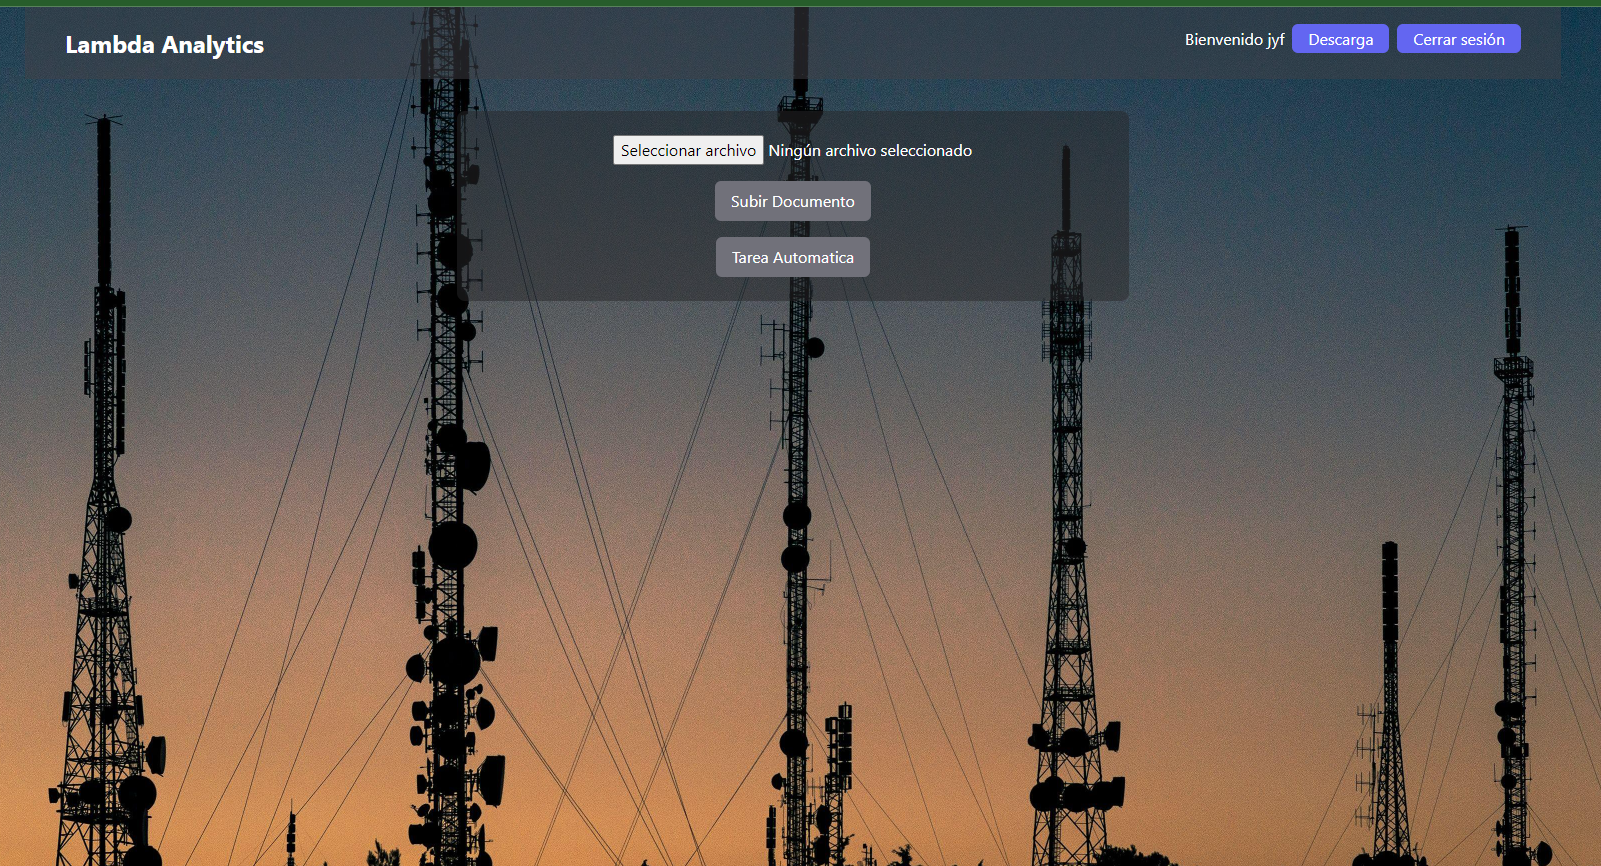 Lambda Analytics
Bienvenido jyf Descarga Cerrar sesión
Seleccionar archivo Ningún archivo seleccionado
Subir Documento
Tarea Automatica